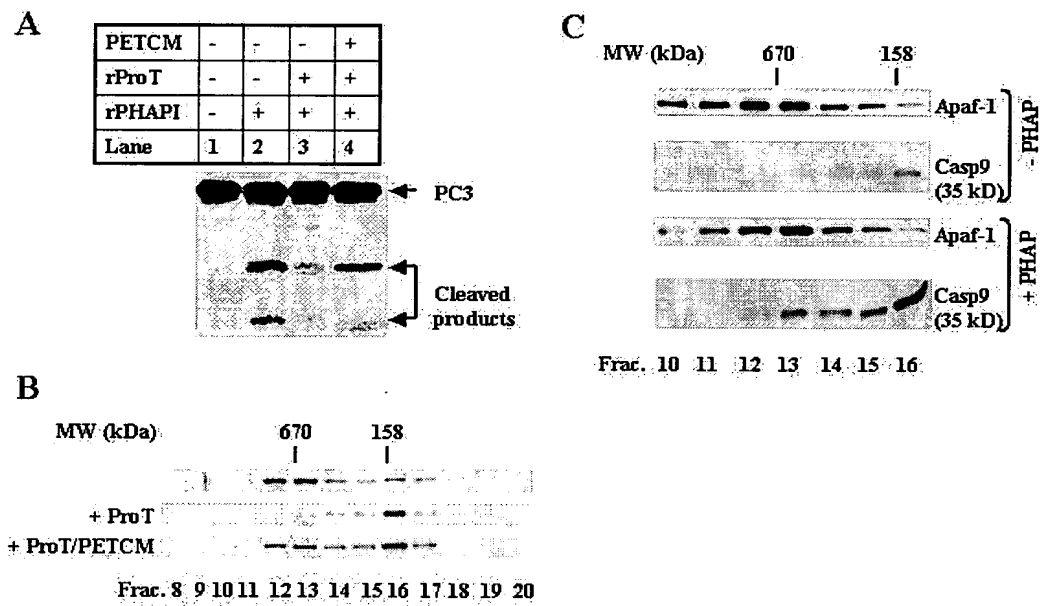 A
PETCM - - - +
rProT - - + +
rPHAPI - + + +
Lane 1 2 3 4
PC3
Cleaved
products
B
MW (kDa) 670 158
+ ProT
+ ProT/PETCM
Frac. 8 9 10 11 12 13 14 15 16 17 18 19 20
C
MW (kDa) 670 158
Apaf-1
Casp9
(35 kD)
- PHAP
Apaf-1
Casp9
(35 kD)
+ PHAP
Frac. 10 11 12 13 14 15 16